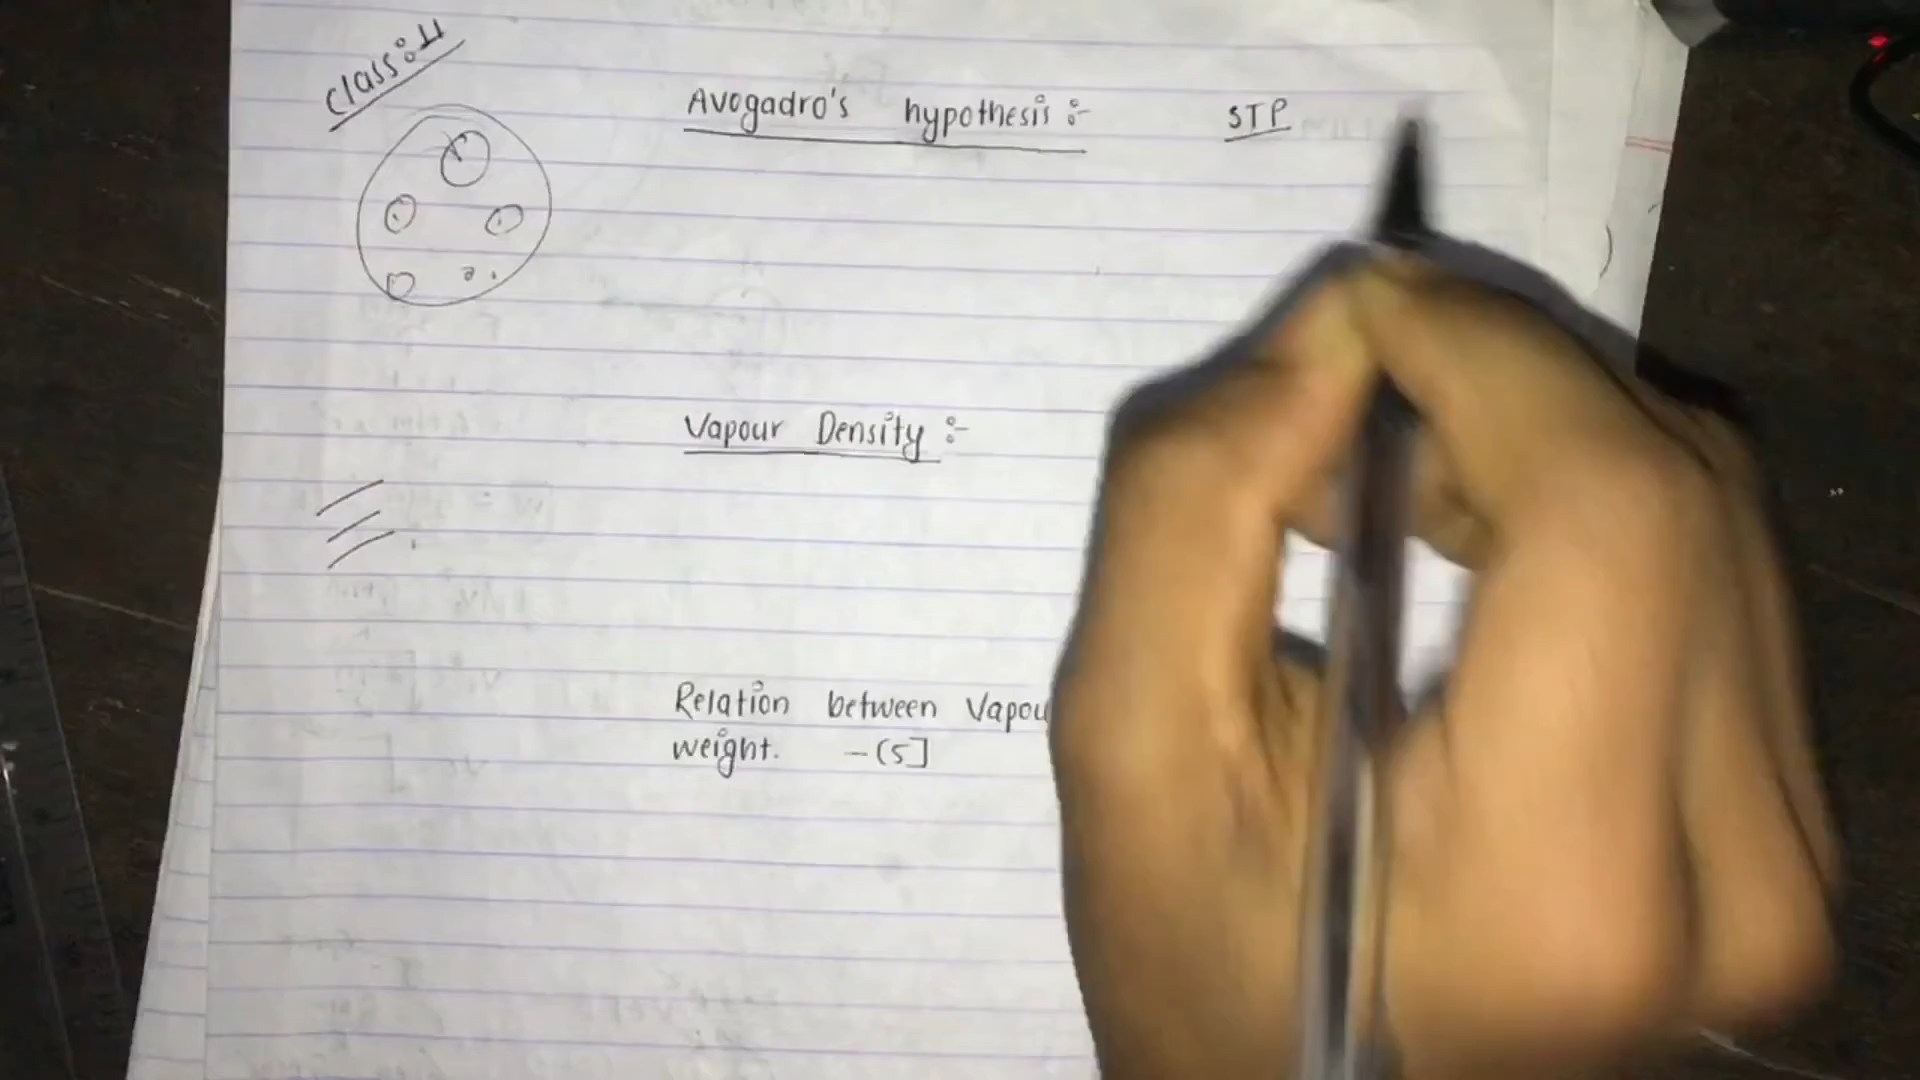 Class:11
Avogadro's hypothesis :- STP
Vapour Density :-
Relation between Vapou
weight. -(5]